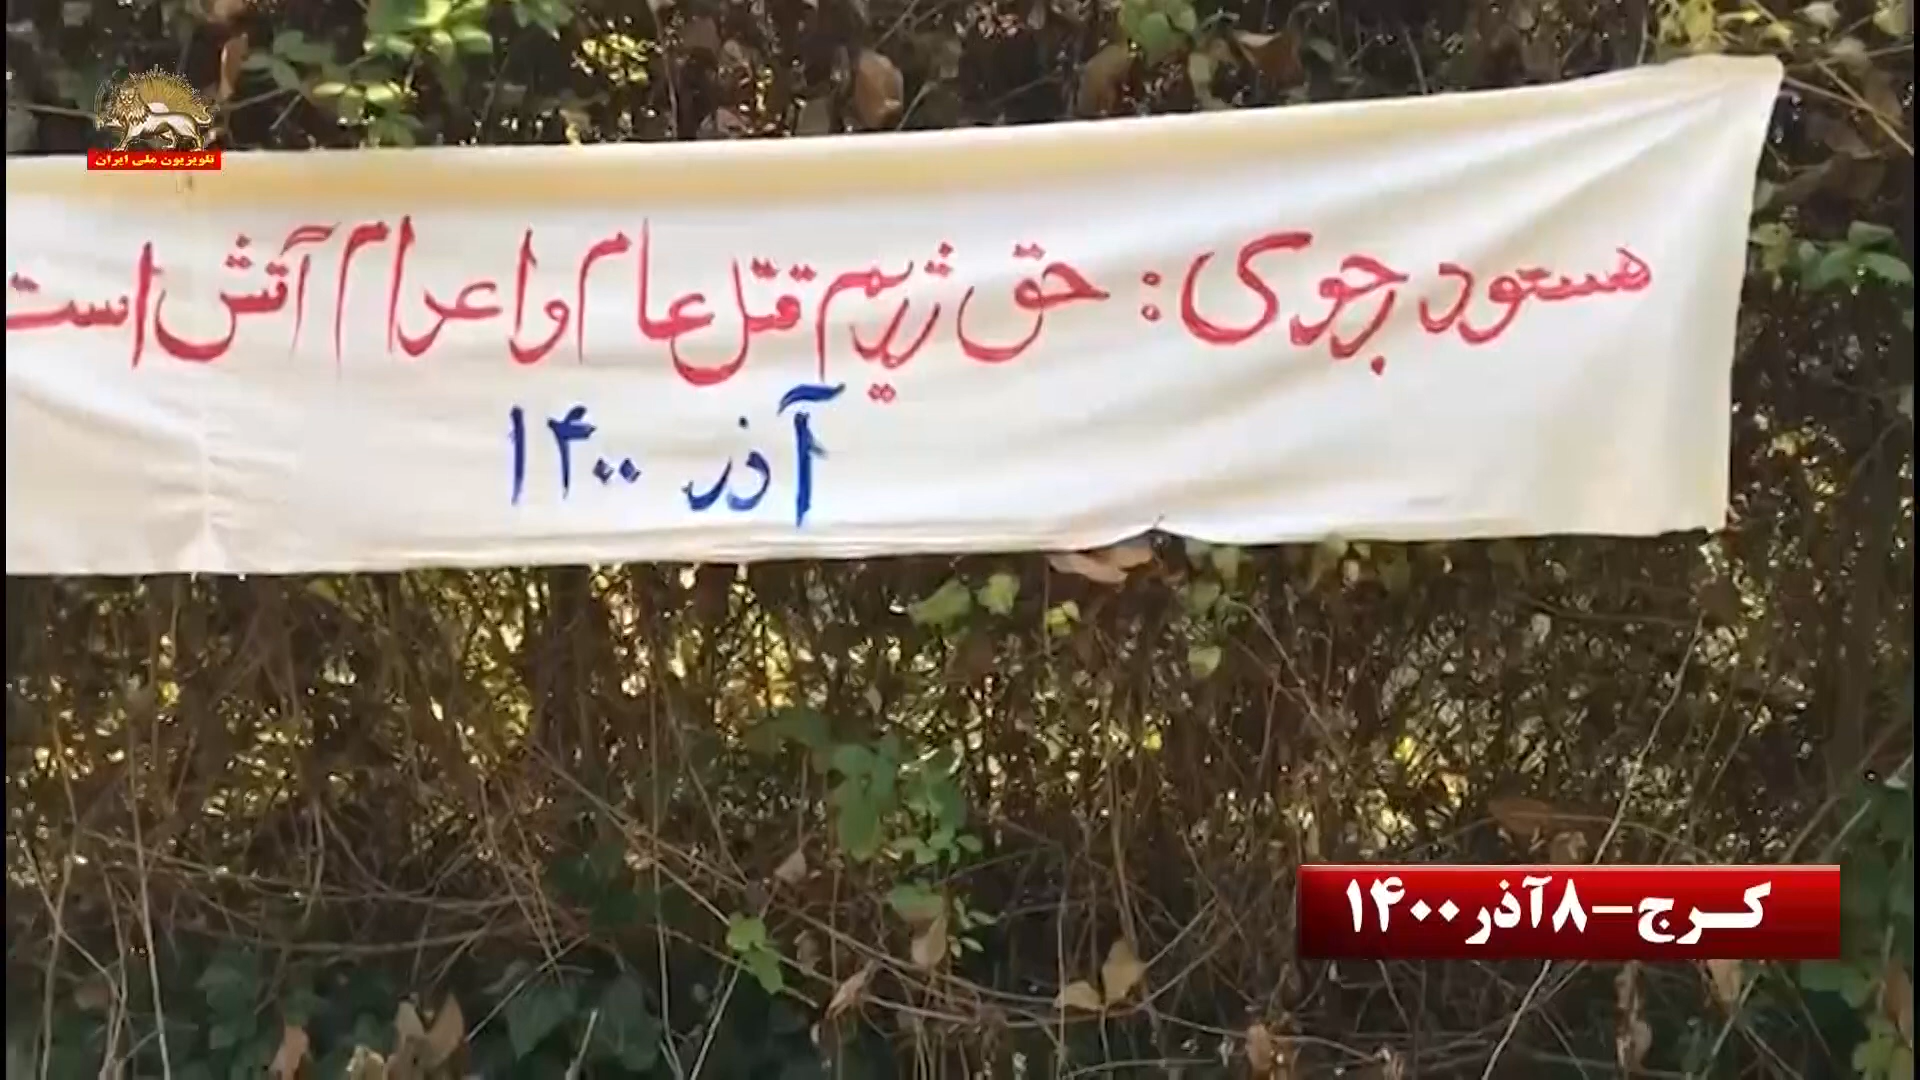 تلویزیون ملی ایران
مسعود رجوی: حق رژیم قتل عام و اعدام آتش است
آذر ۱۴۰۰
کرج-۸آذر۱۴۰۰